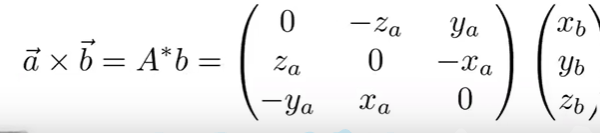 $\vec{a} \times \vec{b} = A^{*}b = \begin{pmatrix} 0 & -z_a & y_a \\ z_a & 0 & -x_a \\ -y_a & x_a & 0 \end{pmatrix} \begin{pmatrix} x_b \\ y_b \\ z_b \end{pmatrix}$